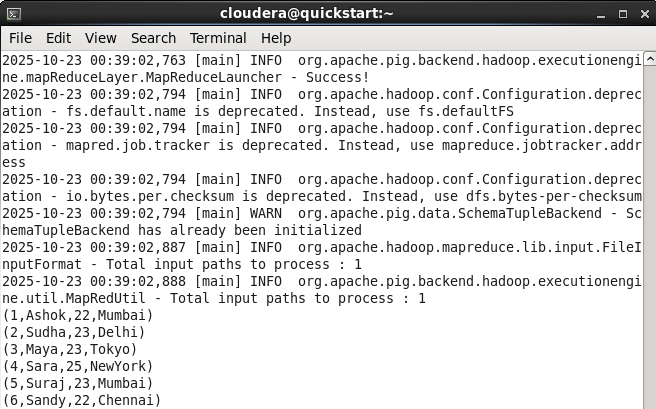 cloudera@quickstart:~
File Edit View Search Terminal Help
2025-10-23 00:39:02,763 [main] INFO  org.apache.pig.backend.hadoop.executionengi
ne.mapReduceLayer.MapReduceLauncher - Success!
2025-10-23 00:39:02,794 [main] INFO  org.apache.hadoop.conf.Configuration.deprec
ation - fs.default.name is deprecated. Instead, use fs.defaultFS
2025-10-23 00:39:02,794 [main] INFO  org.apache.hadoop.conf.Configuration.deprec
ation - mapred.job.tracker is deprecated. Instead, use mapreduce.jobtracker.addr
ess
2025-10-23 00:39:02,794 [main] INFO  org.apache.hadoop.conf.Configuration.deprec
ation - io.bytes.per.checksum is deprecated. Instead, use dfs.bytes-per-checksum
2025-10-23 00:39:02,794 [main] WARN  org.apache.pig.data.SchemaTupleBackend - Sc
hemaTupleBackend has already been initialized
2025-10-23 00:39:02,887 [main] INFO  org.apache.hadoop.mapreduce.lib.input.FileI
nputFormat - Total input paths to process : 1
2025-10-23 00:39:02,888 [main] INFO  org.apache.pig.backend.hadoop.executionengi
ne.util.MapRedUtil - Total input paths to process : 1
(1,Ashok,22,Mumbai)
(2,Sudha,23,Delhi)
(3,Maya,23,Tokyo)
(4,Sara,25,NewYork)
(5,Suraj,23,Mumbai)
(6,Sandy,22,Chennai)